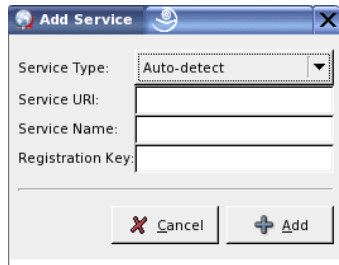 Add Service
Service Type: Auto-detect
Service URI:
Service Name:
Registration Key:
Cancel Add